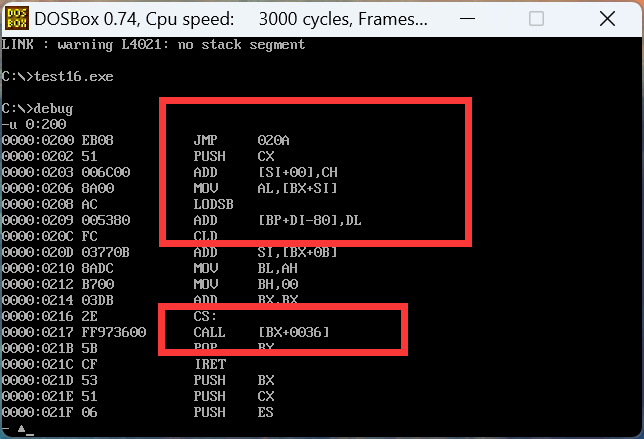 DOS
BOX
DOSBox 0.74, Cpu speed: 3000 cycles, Frames...
LINK : warning L4021: no stack segment
C:\>test16.exe
C:\>debug
-u 0:200
0000:0200 EB08 JMP 020A
0000:0202 51 PUSH CX
0000:0203 006C00 ADD [SI+00],CH
0000:0206 8A00 MOV AL,[BX+SI]
0000:0208 AC LODSB
0000:0209 005380 ADD [BP+DI-80],DL
0000:020C FC CLD
0000:020D 03770B ADD SI,[BX+0B]
0000:0210 8ADC MOV BL,AH
0000:0212 B700 MOV BH,00
0000:0214 03DB ADD BX,BX
0000:0216 2E CS:
0000:0217 FF973600 CALL [BX+0036]
0000:021B 5B POP BX
0000:021C CF IRET
0000:021D 53 PUSH BX
0000:021E 51 PUSH CX
0000:021F 06 PUSH ES
- ▲_